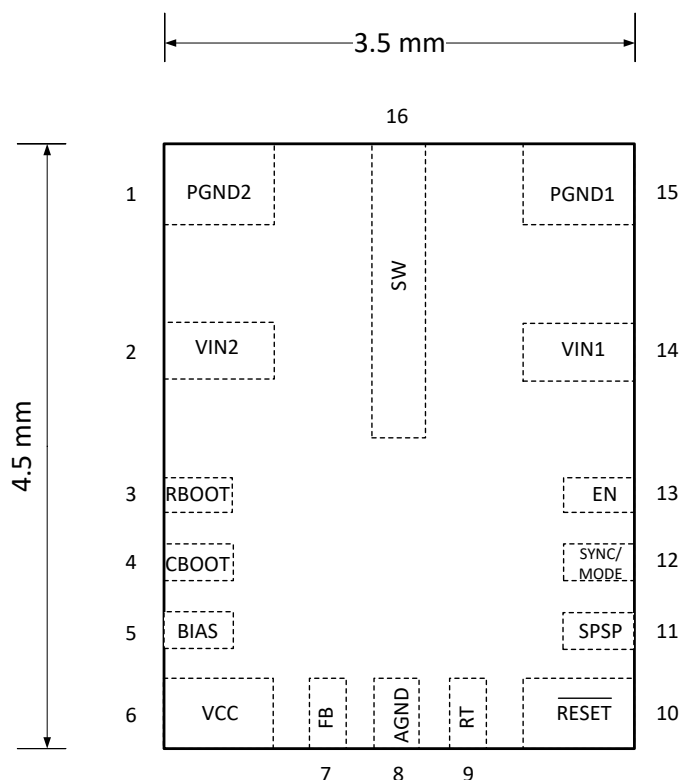 3.5 mm
16
1
PGND2
PGND1
15
SW
2
VIN2
VIN1
14
4.5 mm
3
RBOOT
EN
13
4
CBOOT
SYNC/
MODE
12
5
BIAS
SPSP
11
6
VCC
FB
AGND
RT
RESET
10
7
8
9